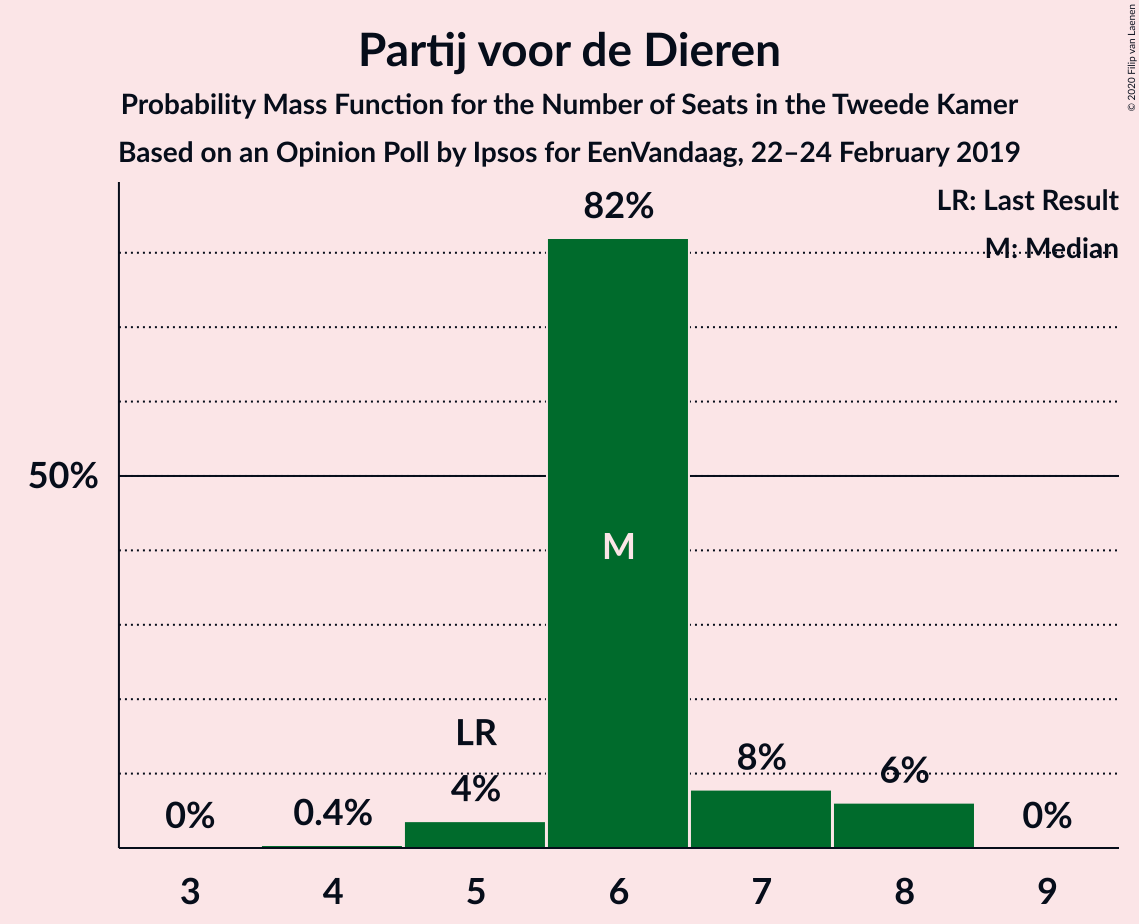 Partij voor de Dieren
Probability Mass Function for the Number of Seats in the Tweede Kamer
Based on an Opinion Poll by Ipsos for EenVandaag, 22–24 February 2019
© 2020 Filip van Laenen
LR: Last Result
M: Median
82%
50%
M
LR
0%
0.4%
4%
8%
6%
0%
3 4 5 6 7 8 9